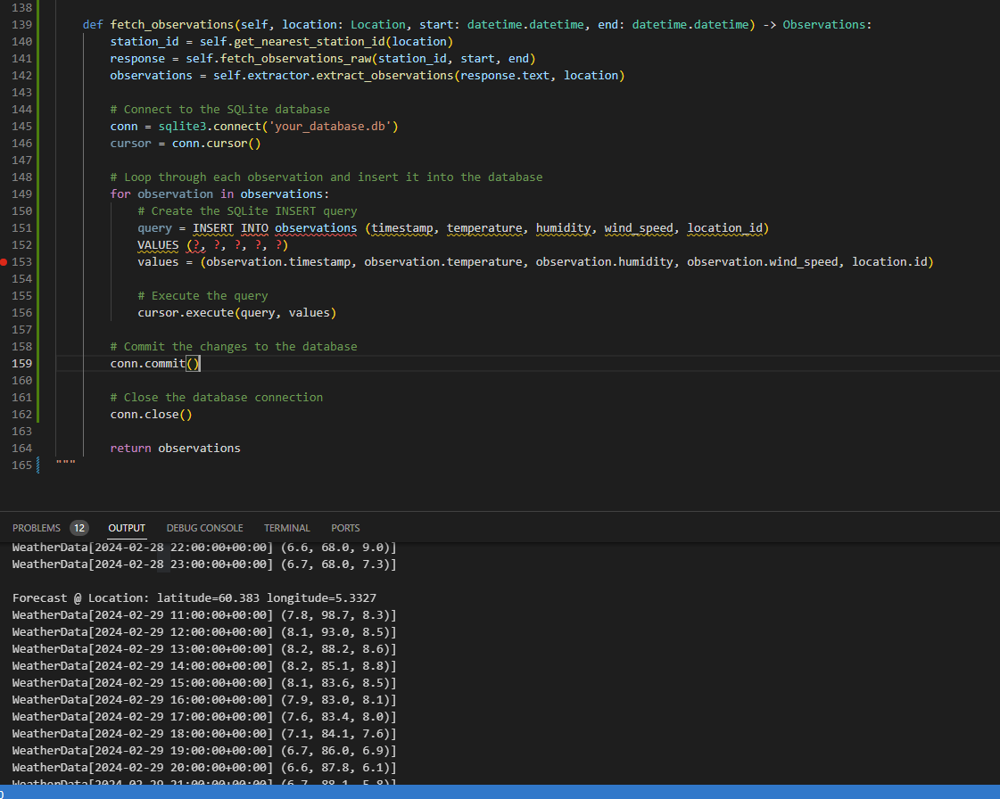 138
139 def fetch_observations(self, location: Location, start: datetime.datetime, end: datetime.datetime) -> Observations:
140 station_id = self.get_nearest_station_id(location)
141 response = self.fetch_observations_raw(station_id, start, end)
142 observations = self.extractor.extract_observations(response.text, location)
143
144 # Connect to the SQLite database
145 conn = sqlite3.connect('your_database.db')
146 cursor = conn.cursor()
147
148 # Loop through each observation and insert it into the database
149 for observation in observations:
150 # Create the SQLite INSERT query
151 query = INSERT INTO observations (timestamp, temperature, humidity, wind_speed, location_id)
152 VALUES (?, ?, ?, ?, ?)
153 values = (observation.timestamp, observation.temperature, observation.humidity, observation.wind_speed, location.id)
154
155 # Execute the query
156 cursor.execute(query, values)
157
158 # Commit the changes to the database
159 conn.commit()
160
161 # Close the database connection
162 conn.close()
163
164 return observations
165 """
PROBLEMS 12 OUTPUT DEBUG CONSOLE TERMINAL PORTS
WeatherData[2024-02-28 22:00:00+00:00] (6.6, 68.0, 9.0)]
WeatherData[2024-02-28 23:00:00+00:00] (6.7, 68.0, 7.3)]
Forecast @ Location: latitude=60.383 longitude=5.3327
WeatherData[2024-02-29 11:00:00+00:00] (7.8, 98.7, 8.3)]
WeatherData[2024-02-29 12:00:00+00:00] (8.1, 93.0, 8.5)]
WeatherData[2024-02-29 13:00:00+00:00] (8.2, 88.2, 8.6)]
WeatherData[2024-02-29 14:00:00+00:00] (8.2, 85.1, 8.8)]
WeatherData[2024-02-29 15:00:00+00:00] (8.1, 83.6, 8.5)]
WeatherData[2024-02-29 16:00:00+00:00] (7.9, 83.0, 8.1)]
WeatherData[2024-02-29 17:00:00+00:00] (7.6, 83.4, 8.0)]
WeatherData[2024-02-29 18:00:00+00:00] (7.1, 84.1, 7.6)]
WeatherData[2024-02-29 19:00:00+00:00] (6.7, 86.0, 6.9)]
WeatherData[2024-02-29 20:00:00+00:00] (6.6, 87.8, 6.1)]
WeatherData[2024-02-29 21:00:00+00:00] (6.7, 88.1, 5.8)]